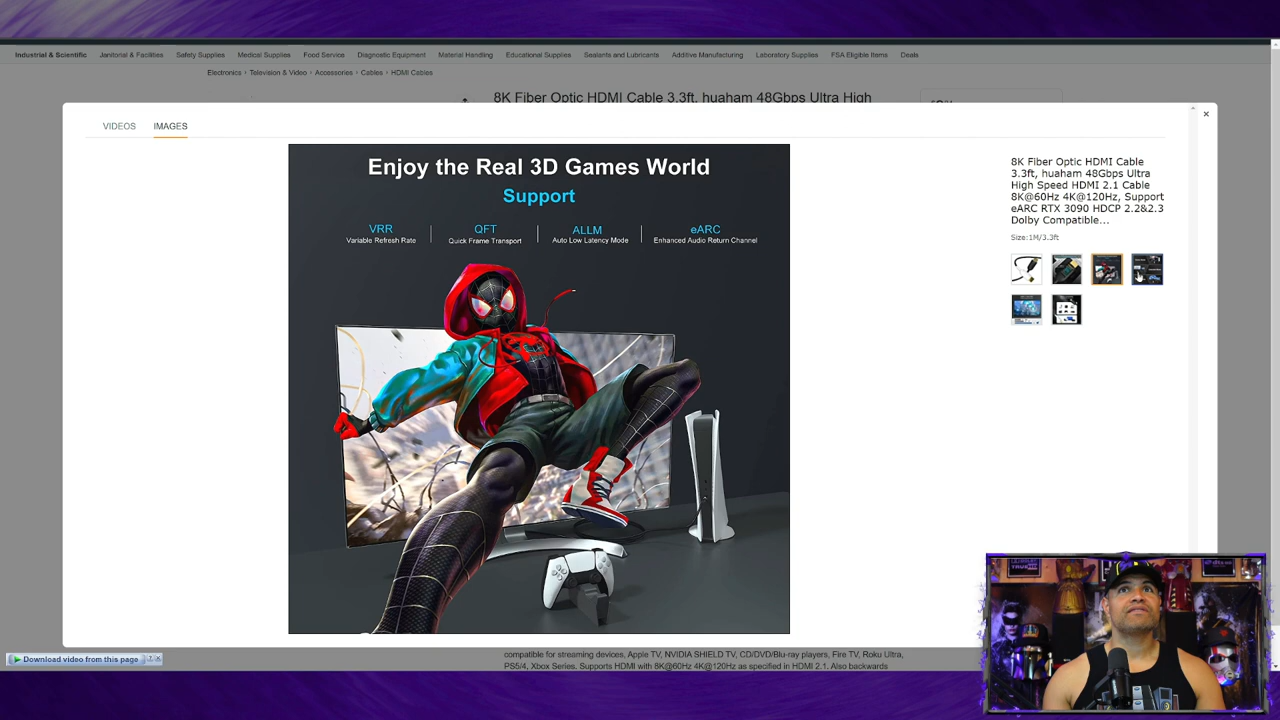 Industrial & Scientific Janitorial & Facilities Safety Supplies Medical Supplies Food Service Diagnostic Equipment Material Handling Educational Supplies Sealants and Lubricants Additive Manufacturing Laboratory Supplies FSA Eligible Items Deals
Electronics › Television & Video › Accessories › Cables › HDMI Cables
8K Fiber Optic HDMI Cable 3.3ft, huaham 48Gbps Ultra High
VIDEOS IMAGES
Enjoy the Real 3D Games World
Support
VRR QFT ALLM eARC
Variable Refresh Rate Quick Frame Transport Auto Low Latency Mode Enhanced Audio Return Channel
8K Fiber Optic HDMI Cable
3.3ft, huaham 48Gbps Ultra
High Speed HDMI 2.1 Cable
8K@60Hz 4K@120Hz, Support
eARC RTX 3090 HDCP 2.2&2.3
Dolby Compatible...
Size:1M/3.3ft
Download video from this page ? ×
compatible for streaming devices, Apple TV, NVIDIA SHIELD TV, CD/DVD/Blu-ray players, Fire TV, Roku Ultra,
PS5/4, Xbox Series. Supports HDMI with 8K@60Hz 4K@120Hz as specified in HDMI 2.1. Also backwards